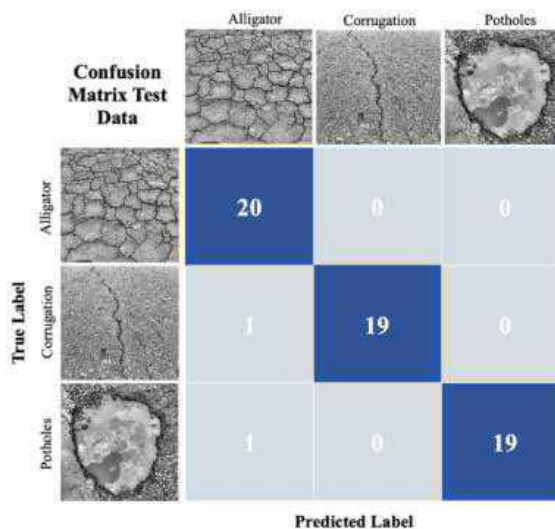 Alligator Corrugation Potholes
Confusion
Matrix Test
Data
Alligator
20 0 0
True Label
Corrugation
1 19 0
Potholes
1 0 19
Predicted Label